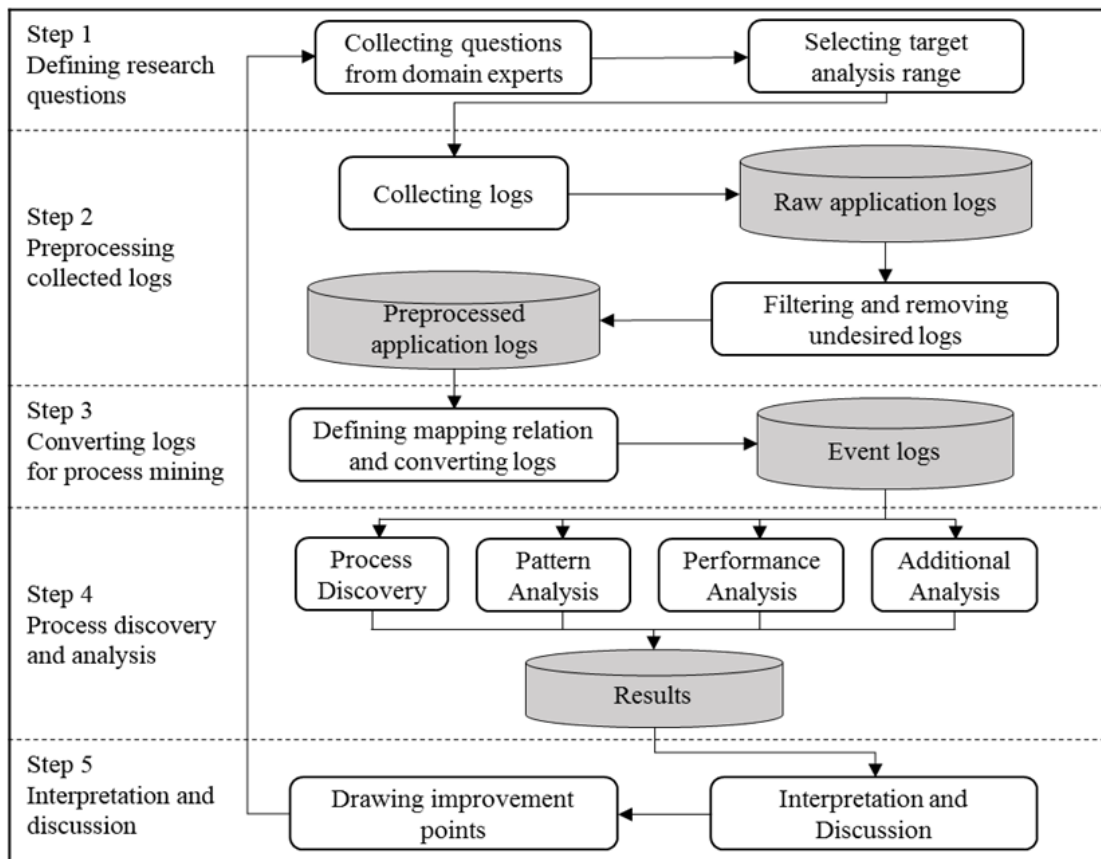 Step 1
Defining research
questions
Collecting questions
from domain experts
Selecting target
analysis range
Step 2
Preprocessing
collected logs
Collecting logs
Raw application logs
Preprocessed
application logs
Filtering and removing
undesired logs
Step 3
Converting logs
for process mining
Defining mapping relation
and converting logs
Event logs
Step 4
Process discovery
and analysis
Process
Discovery
Pattern
Analysis
Performance
Analysis
Additional
Analysis
Results
Step 5
Interpretation and
discussion
Drawing improvement
points
Interpretation and
Discussion